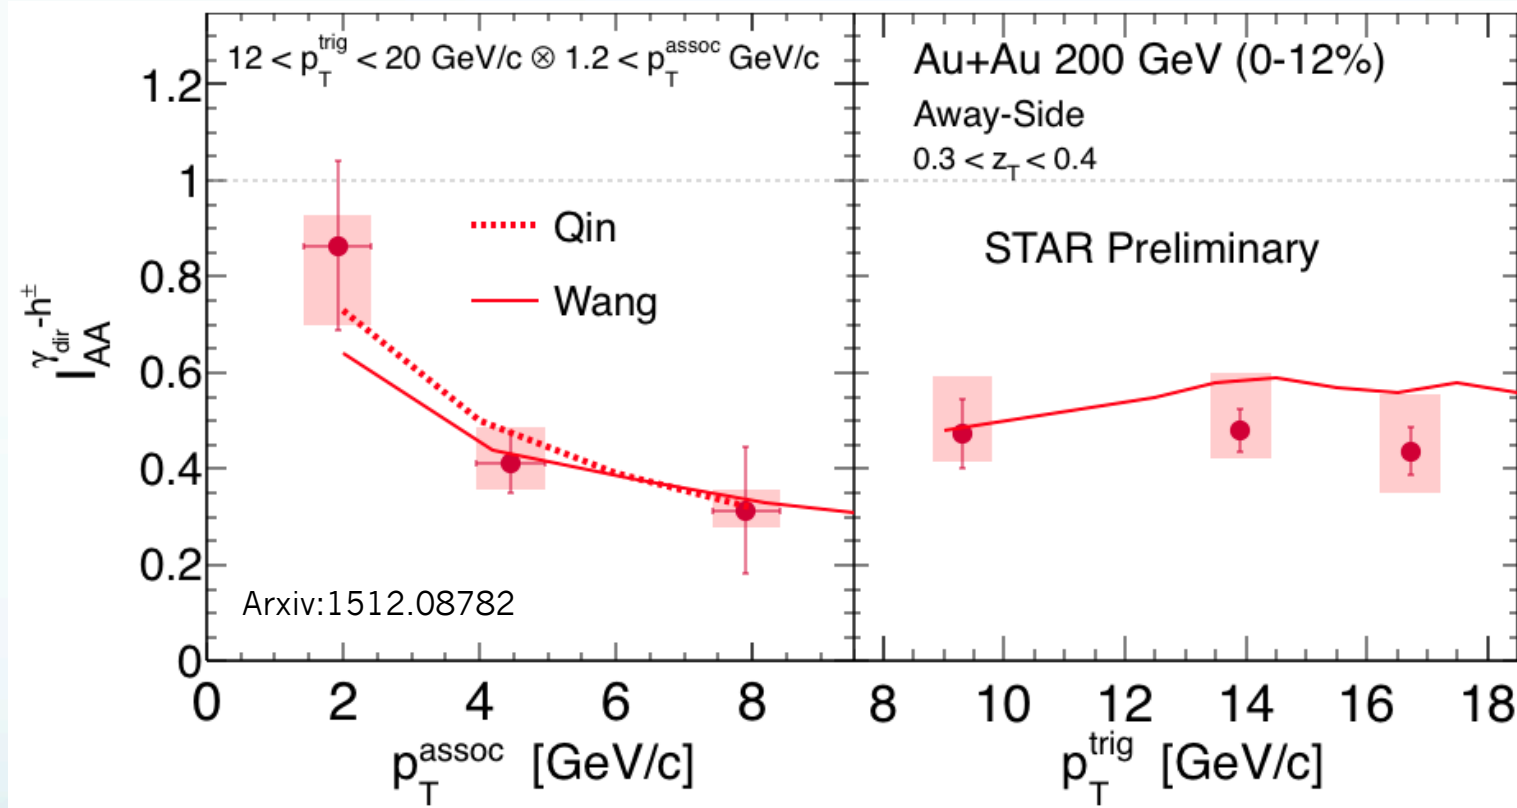 12 < p_T^trig < 20 GeV/c ⊗ 1.2 < p_T^assoc GeV/c
Au+Au 200 GeV (0-12%)
Away-Side
0.3 < z_T < 0.4
Qin
Wang
STAR Preliminary
Arxiv:1512.08782
I_AA^γ_dir-h±
1.2
1
0.8
0.6
0.4
0.2
0
0 2 4 6 8
8 10 12 14 16 18
p_T^assoc [GeV/c]
p_T^trig [GeV/c]